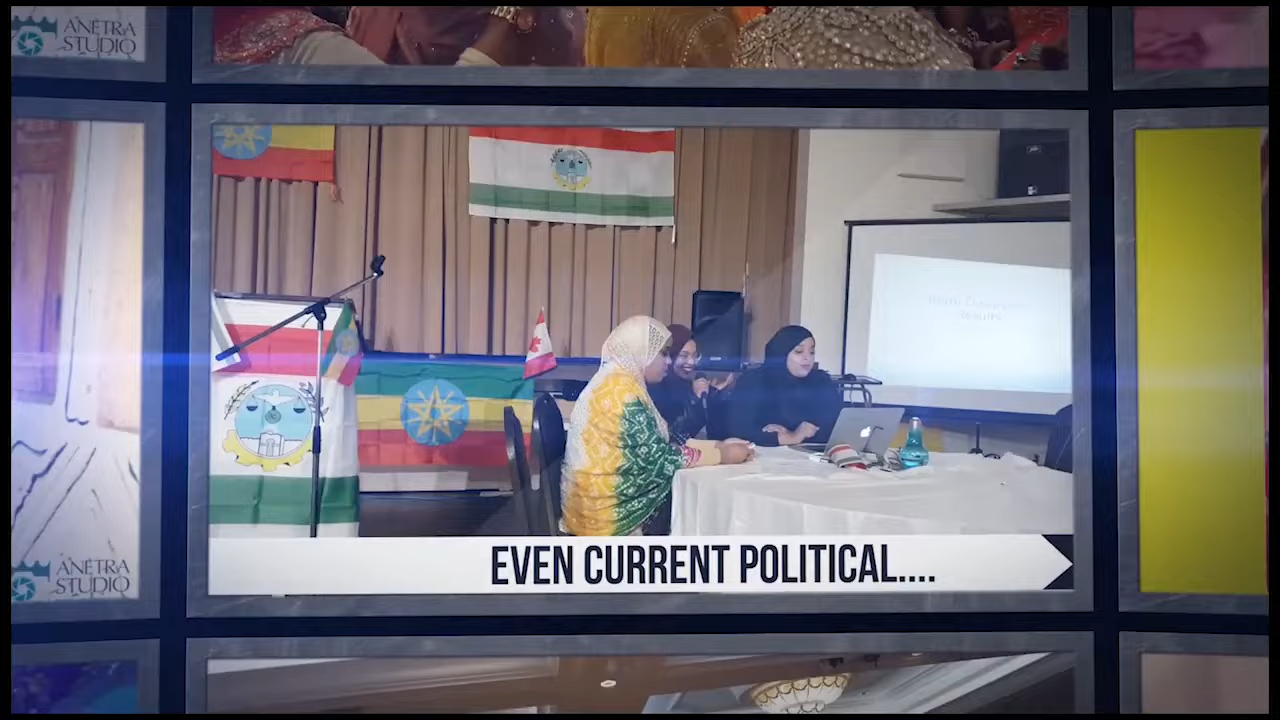 ANETRA
STUDIO
EVEN CURRENT POLITICAL....
ANETRA
STUDIO